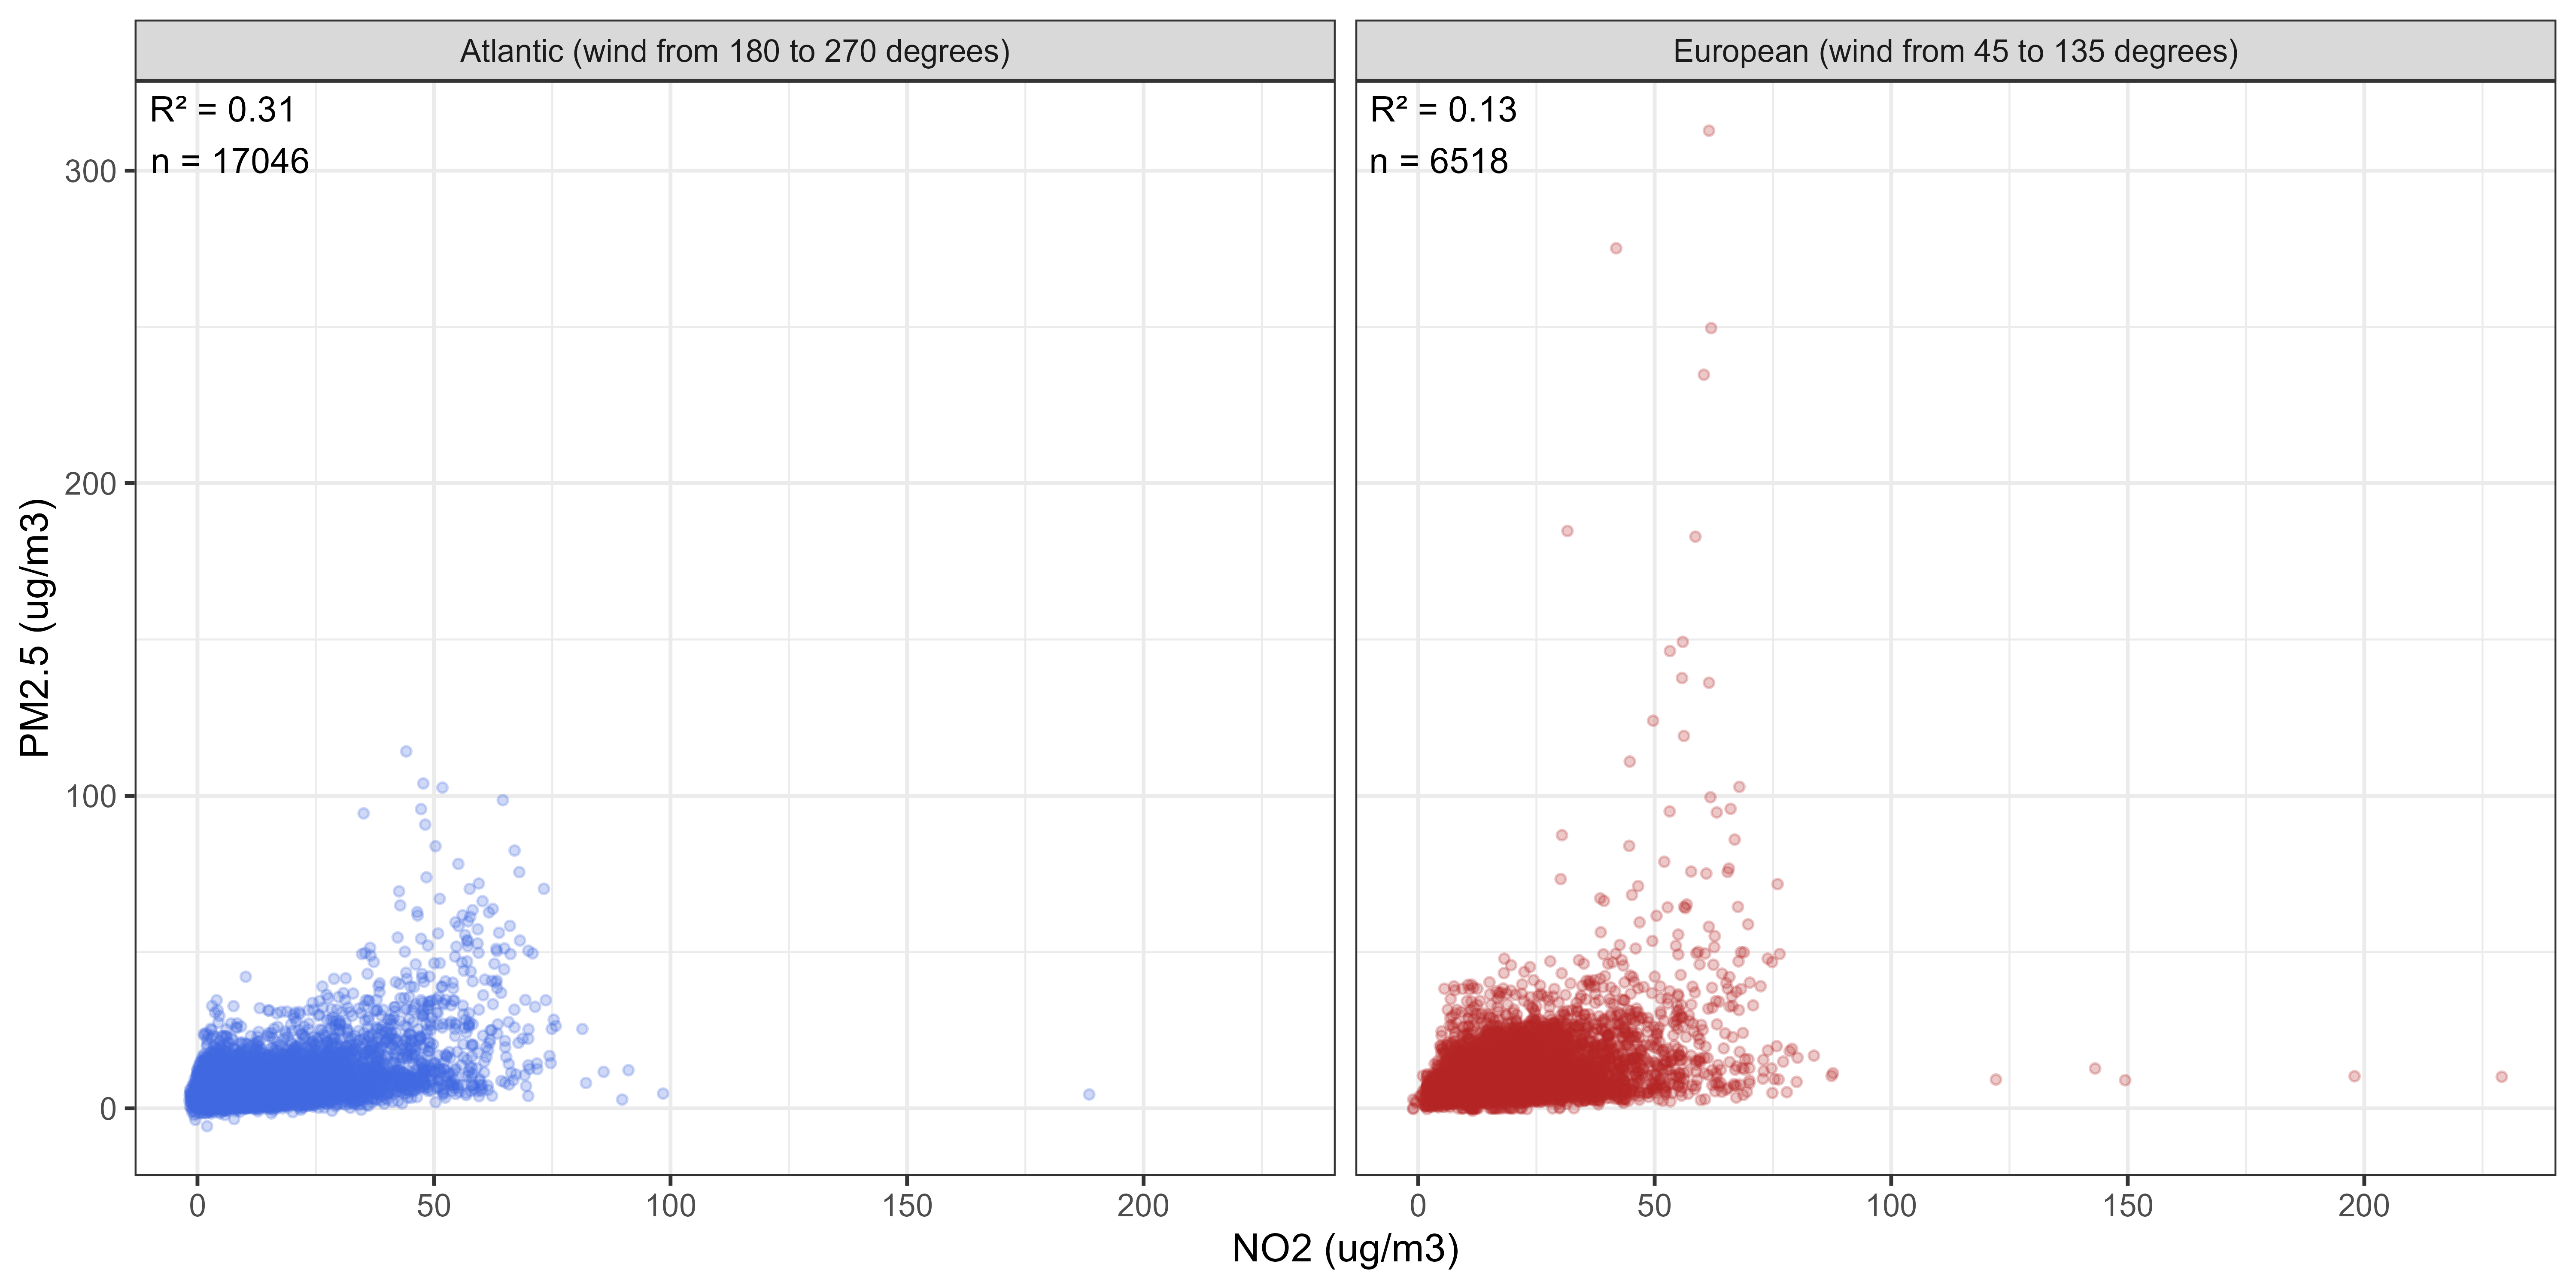 Atlantic (wind from 180 to 270 degrees)
European (wind from 45 to 135 degrees)
R² = 0.31
n = 17046
R² = 0.13
n = 6518
300
200
100
0
PM2.5 (ug/m3)
0 50 100 150 200
0 50 100 150 200
NO2 (ug/m3)